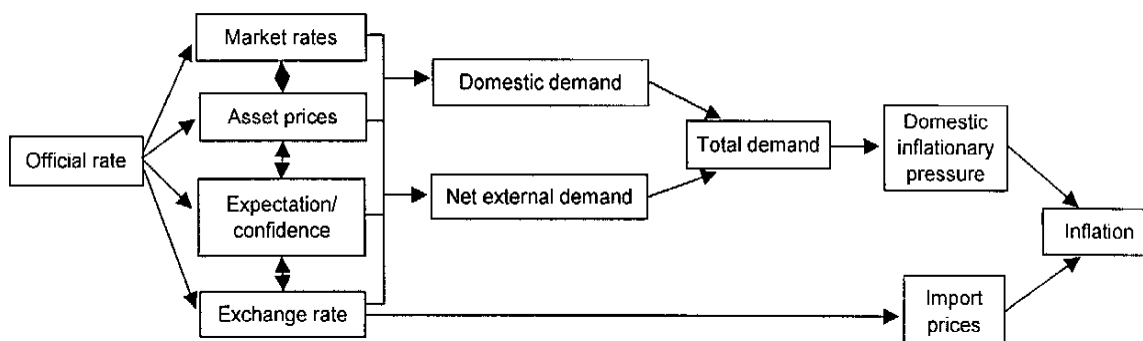 Market rates
Asset prices
Official rate
Expectation/
confidence
Exchange rate
Domestic demand
Net external demand
Total demand
Domestic
inflationary
pressure
Import
prices
Inflation